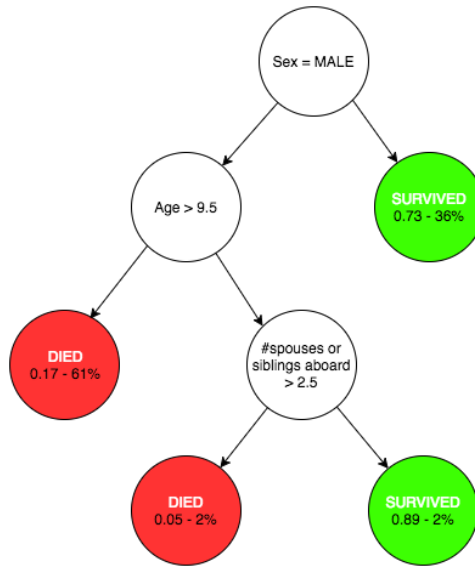 Sex = MALE
Age > 9.5
SURVIVED
0.73 - 36%
DIED
0.17 - 61%
#spouses or
siblings aboard
> 2.5
DIED
0.05 - 2%
SURVIVED
0.89 - 2%